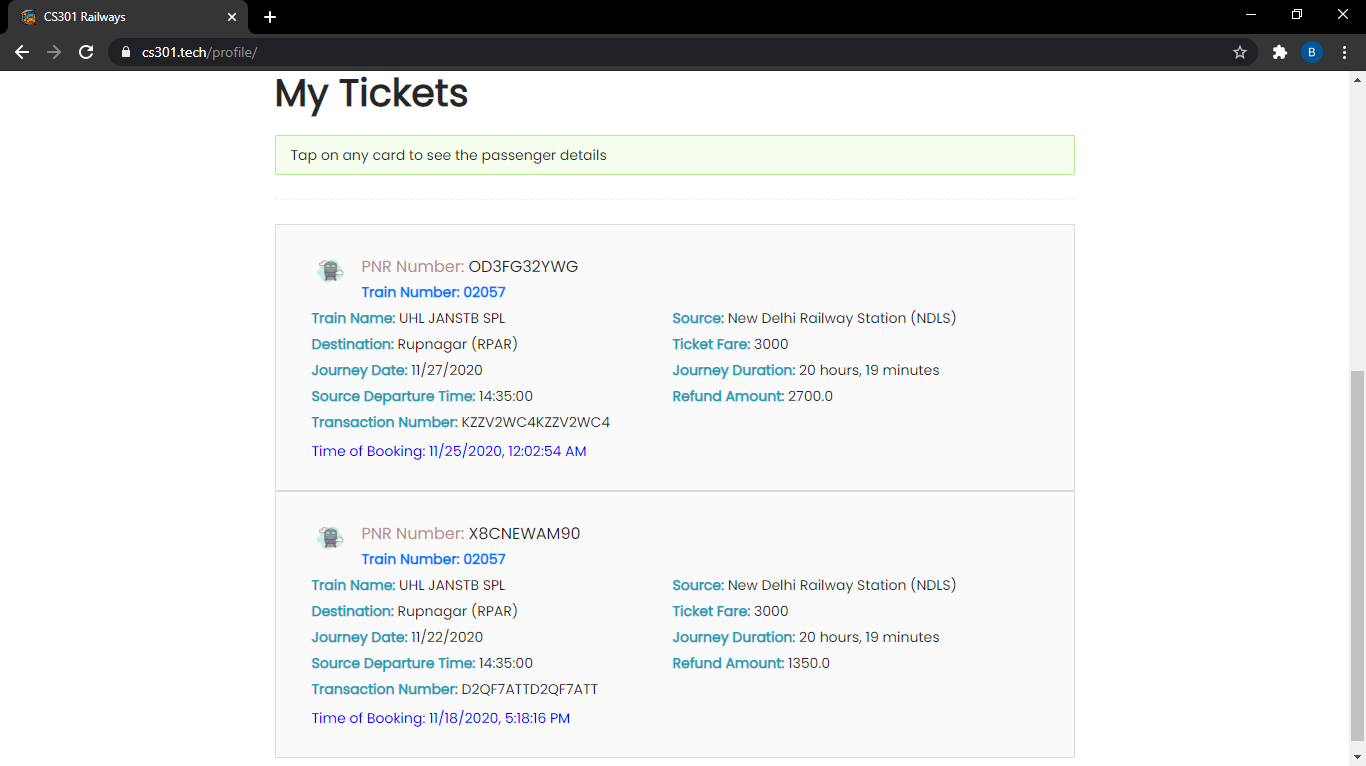 CS301 Railways
cs301.tech/profile/
B
My Tickets
Tap on any card to see the passenger details
PNR Number: OD3FG32YWG
Train Number: 02057
Train Name: UHL JANSTB SPL
Source: New Delhi Railway Station (NDLS)
Destination: Rupnagar (RPAR)
Ticket Fare: 3000
Journey Date: 11/27/2020
Journey Duration: 20 hours, 19 minutes
Source Departure Time: 14:35:00
Refund Amount: 2700.0
Transaction Number: KZZV2WC4KZZV2WC4
Time of Booking: 11/25/2020, 12:02:54 AM
PNR Number: X8CNEWAM90
Train Number: 02057
Train Name: UHL JANSTB SPL
Source: New Delhi Railway Station (NDLS)
Destination: Rupnagar (RPAR)
Ticket Fare: 3000
Journey Date: 11/22/2020
Journey Duration: 20 hours, 19 minutes
Source Departure Time: 14:35:00
Refund Amount: 1350.0
Transaction Number: D2QF7ATTD2QF7ATT
Time of Booking: 11/18/2020, 5:18:16 PM